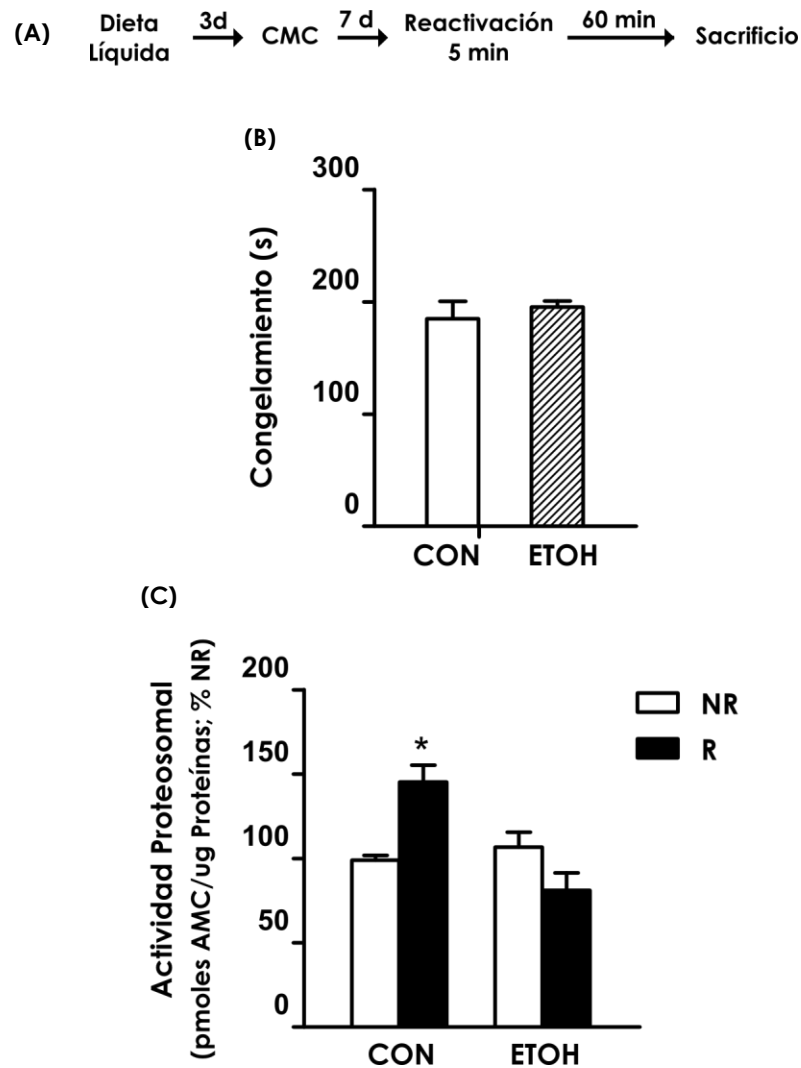 (A)
Dieta Líquida
3d
CMC
7 d
Reactivación
5 min
60 min
Sacrificio
(B)
Congelamiento (s)
300
200
100
0
CON ETOH
(C)
Actividad Proteosomal
(pmoles AMC/ug Proteínas; % NR)
200
150
100
50
0
*
NR
R
CON ETOH